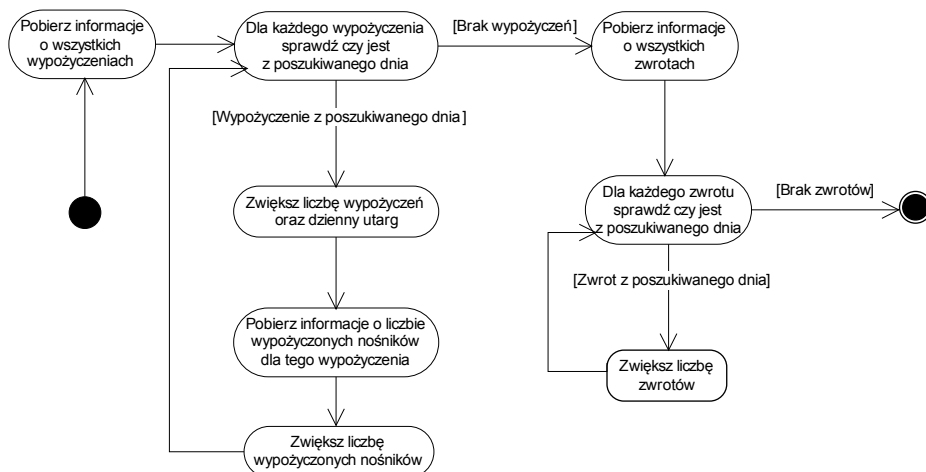 Pobierz informacje
o wszystkich
wypożyczeniach
Dla każdego wypożyczenia
sprawdź czy jest
z poszukiwanego dnia
[Brak wypożyczeń]
Pobierz informacje
o wszystkich
zwrotach
[Wypożyczenie z poszukiwanego dnia]
Zwiększ liczbę wypożyczeń
oraz dzienny utarg
Pobierz informacje o liczbie
wypożyczonych nośników
dla tego wypożyczenia
Zwiększ liczbę
wypożyczonych nośników
Dla każdego zwrotu
sprawdź czy jest
z poszukiwanego dnia
[Brak zwrotów]
[Zwrot z poszukiwanego dnia]
Zwiększ liczbę
zwrotów